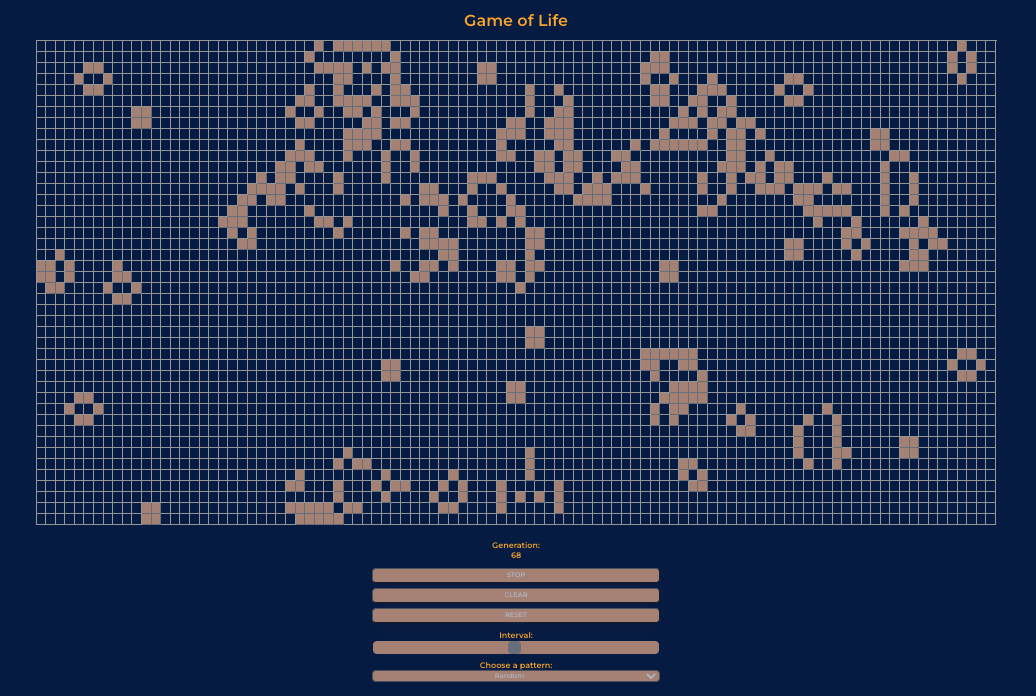 Game of Life
Generation:
68
STOP
CLEAR
RESET
Interval:
Choose a pattern:
Random